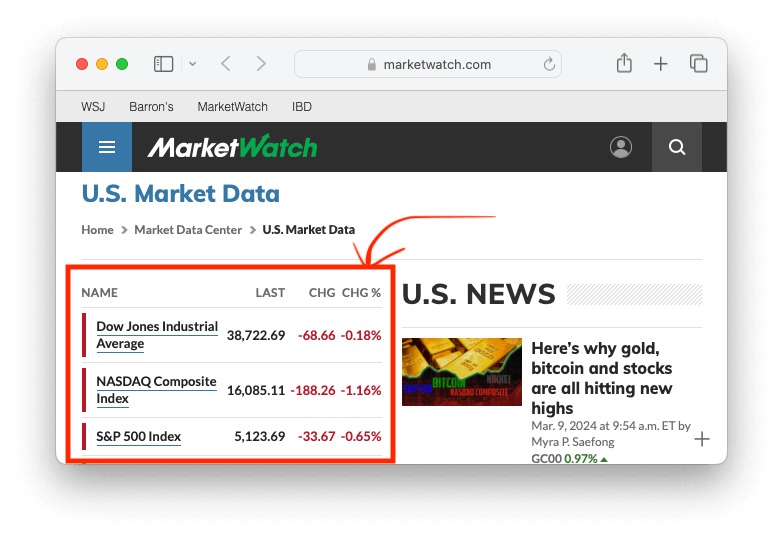 marketwatch.com
WSJ Barron's MarketWatch IBD
MarketWatch
U.S. Market Data
Home > Market Data Center > U.S. Market Data
NAME LAST CHG CHG %
Dow Jones Industrial
Average 38,722.69 -68.66 -0.18%
NASDAQ Composite
Index 16,085.11 -188.26 -1.16%
S&P 500 Index 5,123.69 -33.67 -0.65%
U.S. NEWS
S&P 500 BITCOIN NIKKEI
NASDAQ COMPOSITE
Here’s why gold,
bitcoin and stocks
are all hitting new
highs
Mar. 9, 2024 at 9:54 a.m. ET by
Myra P. Saefong
GC00 0.97%